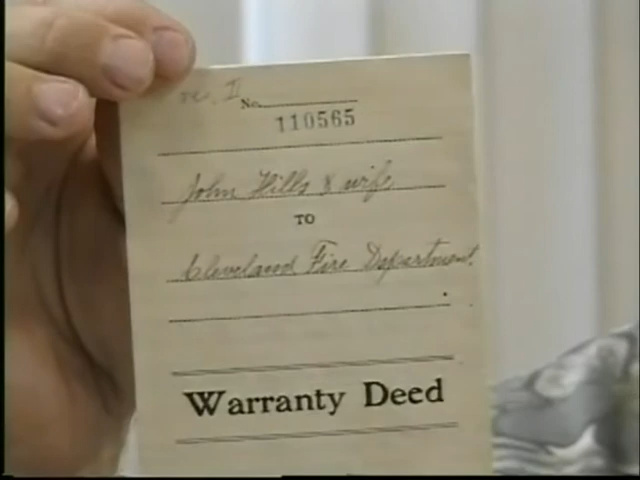 No.
110565
John Hills & wife
TO
Cleveland Fire Department
Warranty Deed